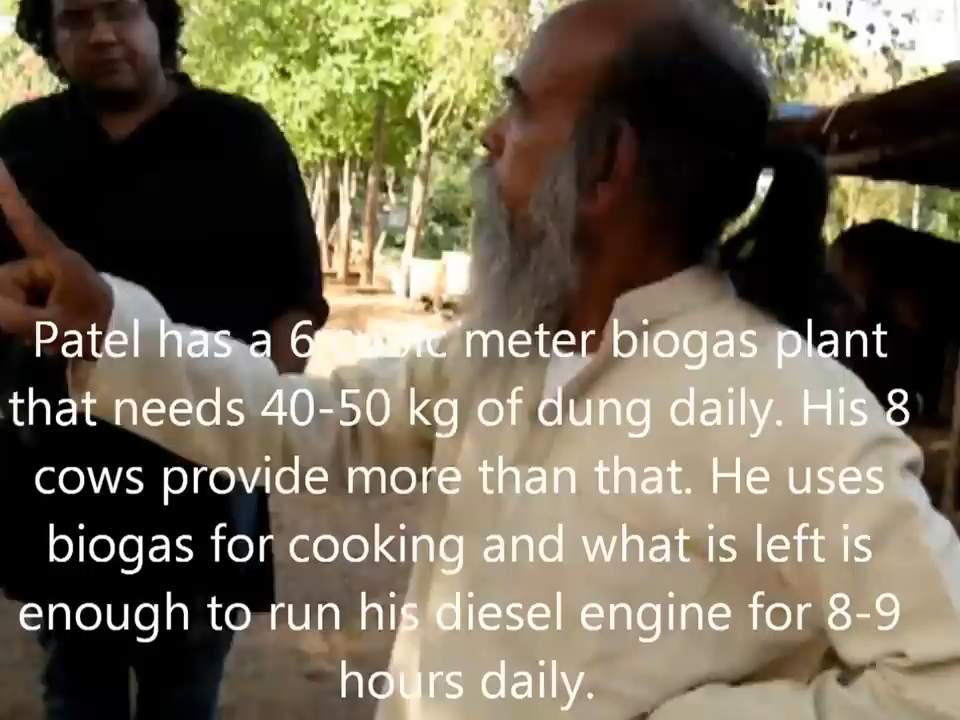 Patel has a 6 cubic meter biogas plant
that needs 40-50 kg of dung daily. His 8
cows provide more than that. He uses
biogas for cooking and what is left is
enough to run his diesel engine for 8-9
hours daily.